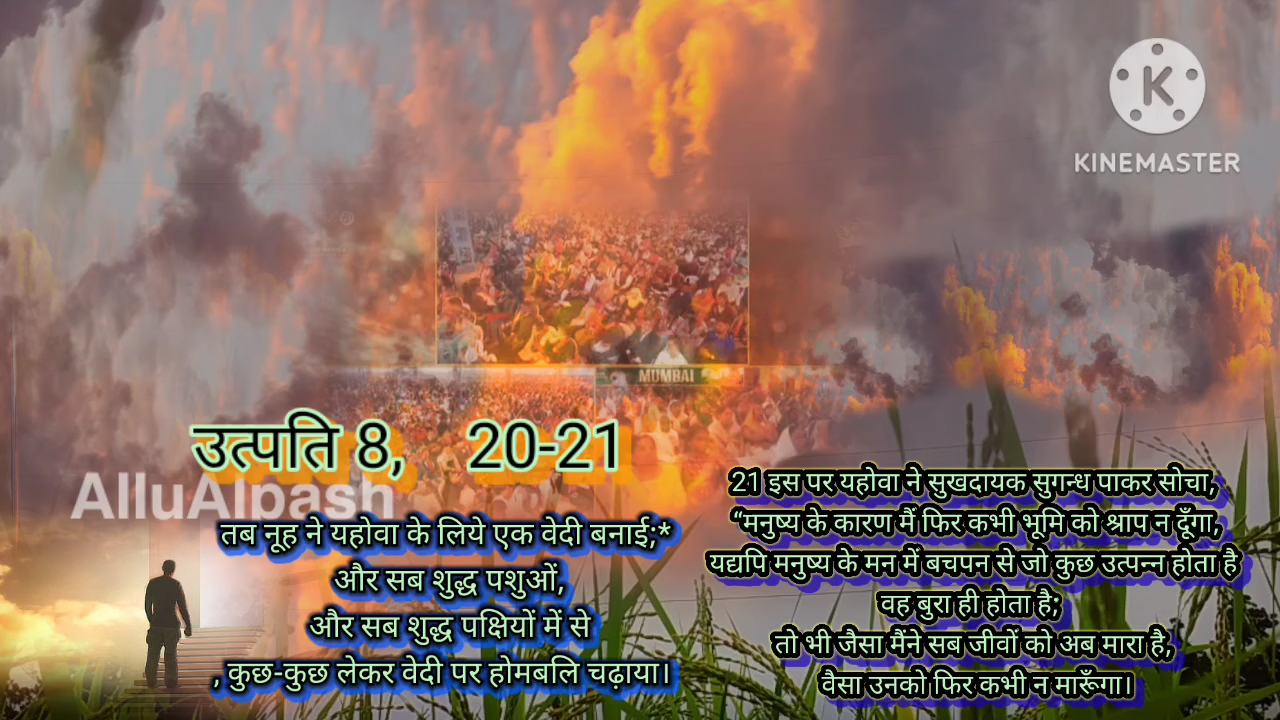 K
KINEMASTER
MUMBAI
उत्पति 8, 20-21
AlluAlpash
तब नूह ने यहोवा के लिये एक वेदी बनाई;*
और सब शुद्ध पशुओं,
और सब शुद्ध पक्षियों में से
, कुछ-कुछ लेकर वेदी पर होमबलि चढ़ाया।
21 इस पर यहोवा ने सुखदायक सुगन्ध पाकर सोचा,
“मनुष्य के कारण मैं फिर कभी भूमि को श्राप न दूँगा,
यद्यपि मनुष्य के मन में बचपन से जो कुछ उत्पन्न होता है
वह बुरा ही होता है;
तो भी जैसा मैंने सब जीवों को अब मारा है,
वैसा उनको फिर कभी न मारूँगा।